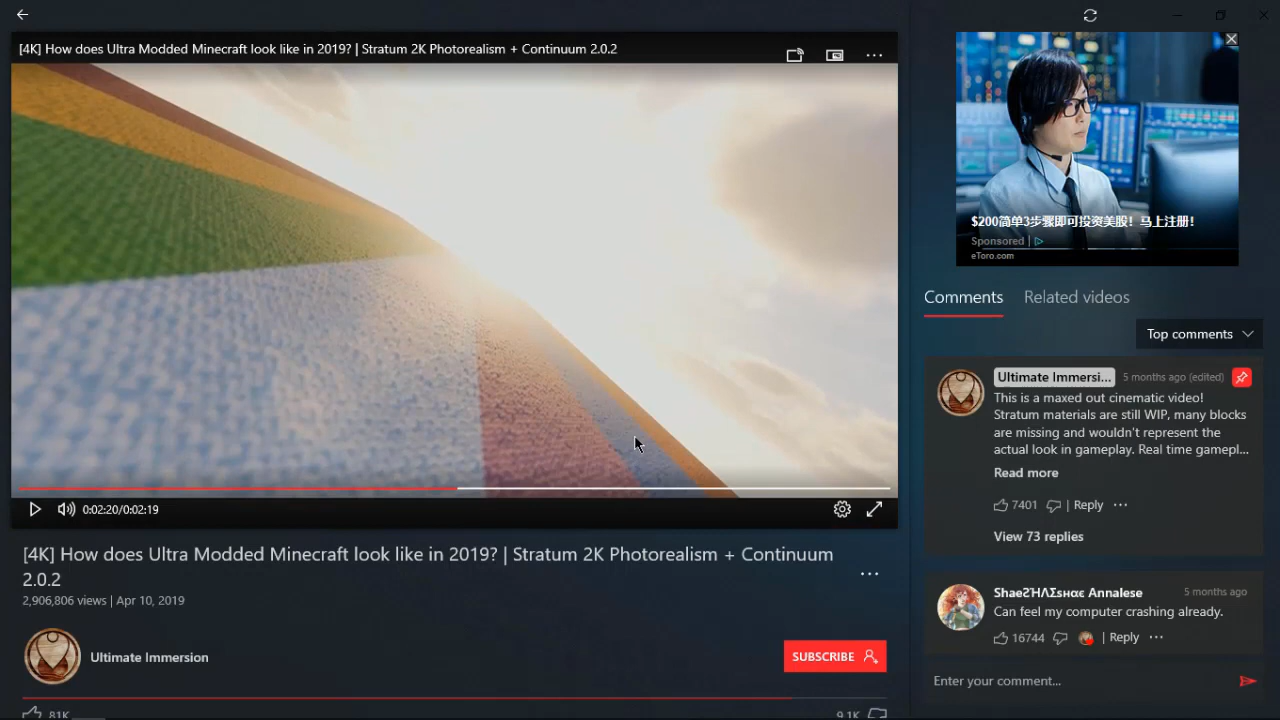 [4K] How does Ultra Modded Minecraft look like in 2019? | Stratum 2K Photorealism + Continuum 2.0.2
0:02:20/0:02:19
[4K] How does Ultra Modded Minecraft look like in 2019? | Stratum 2K Photorealism + Continuum
2.0.2
2,906,806 views | Apr 10, 2019
Ultimate Immersion
SUBSCRIBE
81K
9.1K
$200简单3步骤即可投资美股！马上注册！
Sponsored |
eToro.com
Comments
Related videos
Top comments
Ultimate Immersi...
5 months ago (edited)
This is a maxed out cinematic video!
Stratum materials are still WIP, many blocks
are missing and wouldn't represent the
actual look in gameplay. Real time gamepl...
Read more
7401
| Reply
View 73 replies
5 months ago
Can feel my computer crashing already.
16744
| Reply
Enter your comment...